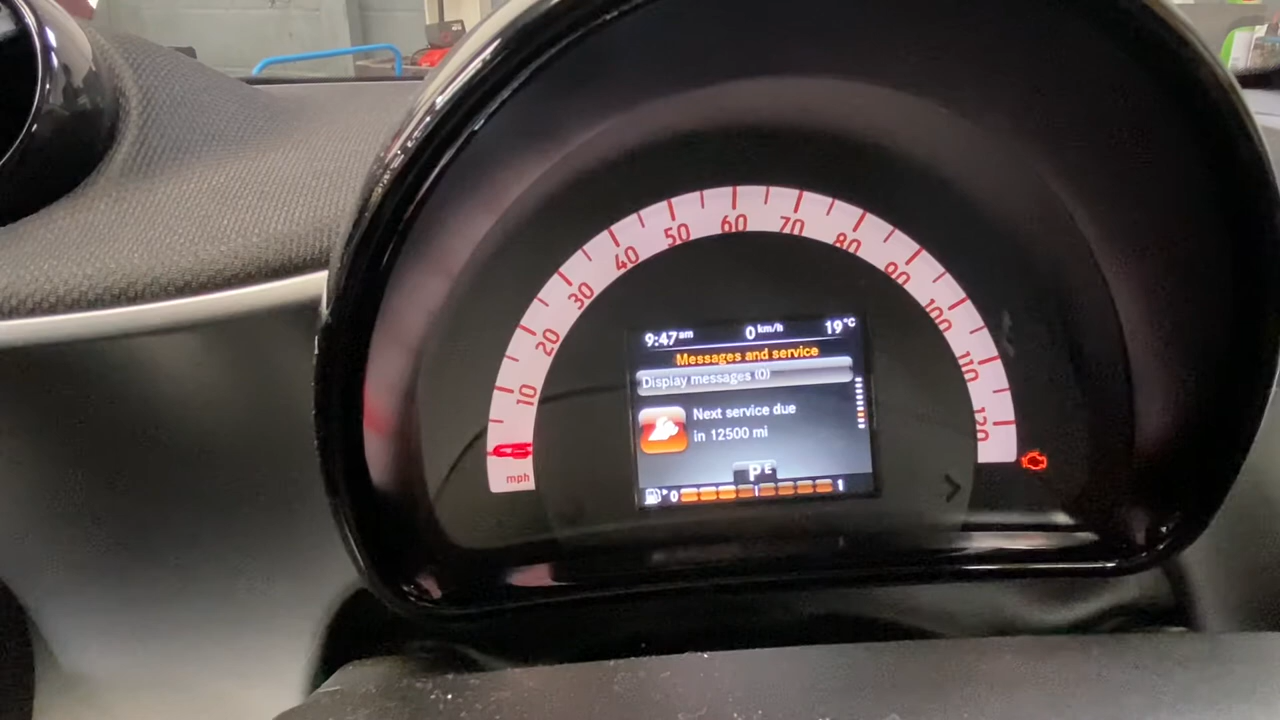 10 20 30 40 50 60 70 80 90 100 110 120
mph
9:47 am 0 km/h 19°C
Messages and service
Display messages (0)
Next service due
in 12500 mi
P E
0 1